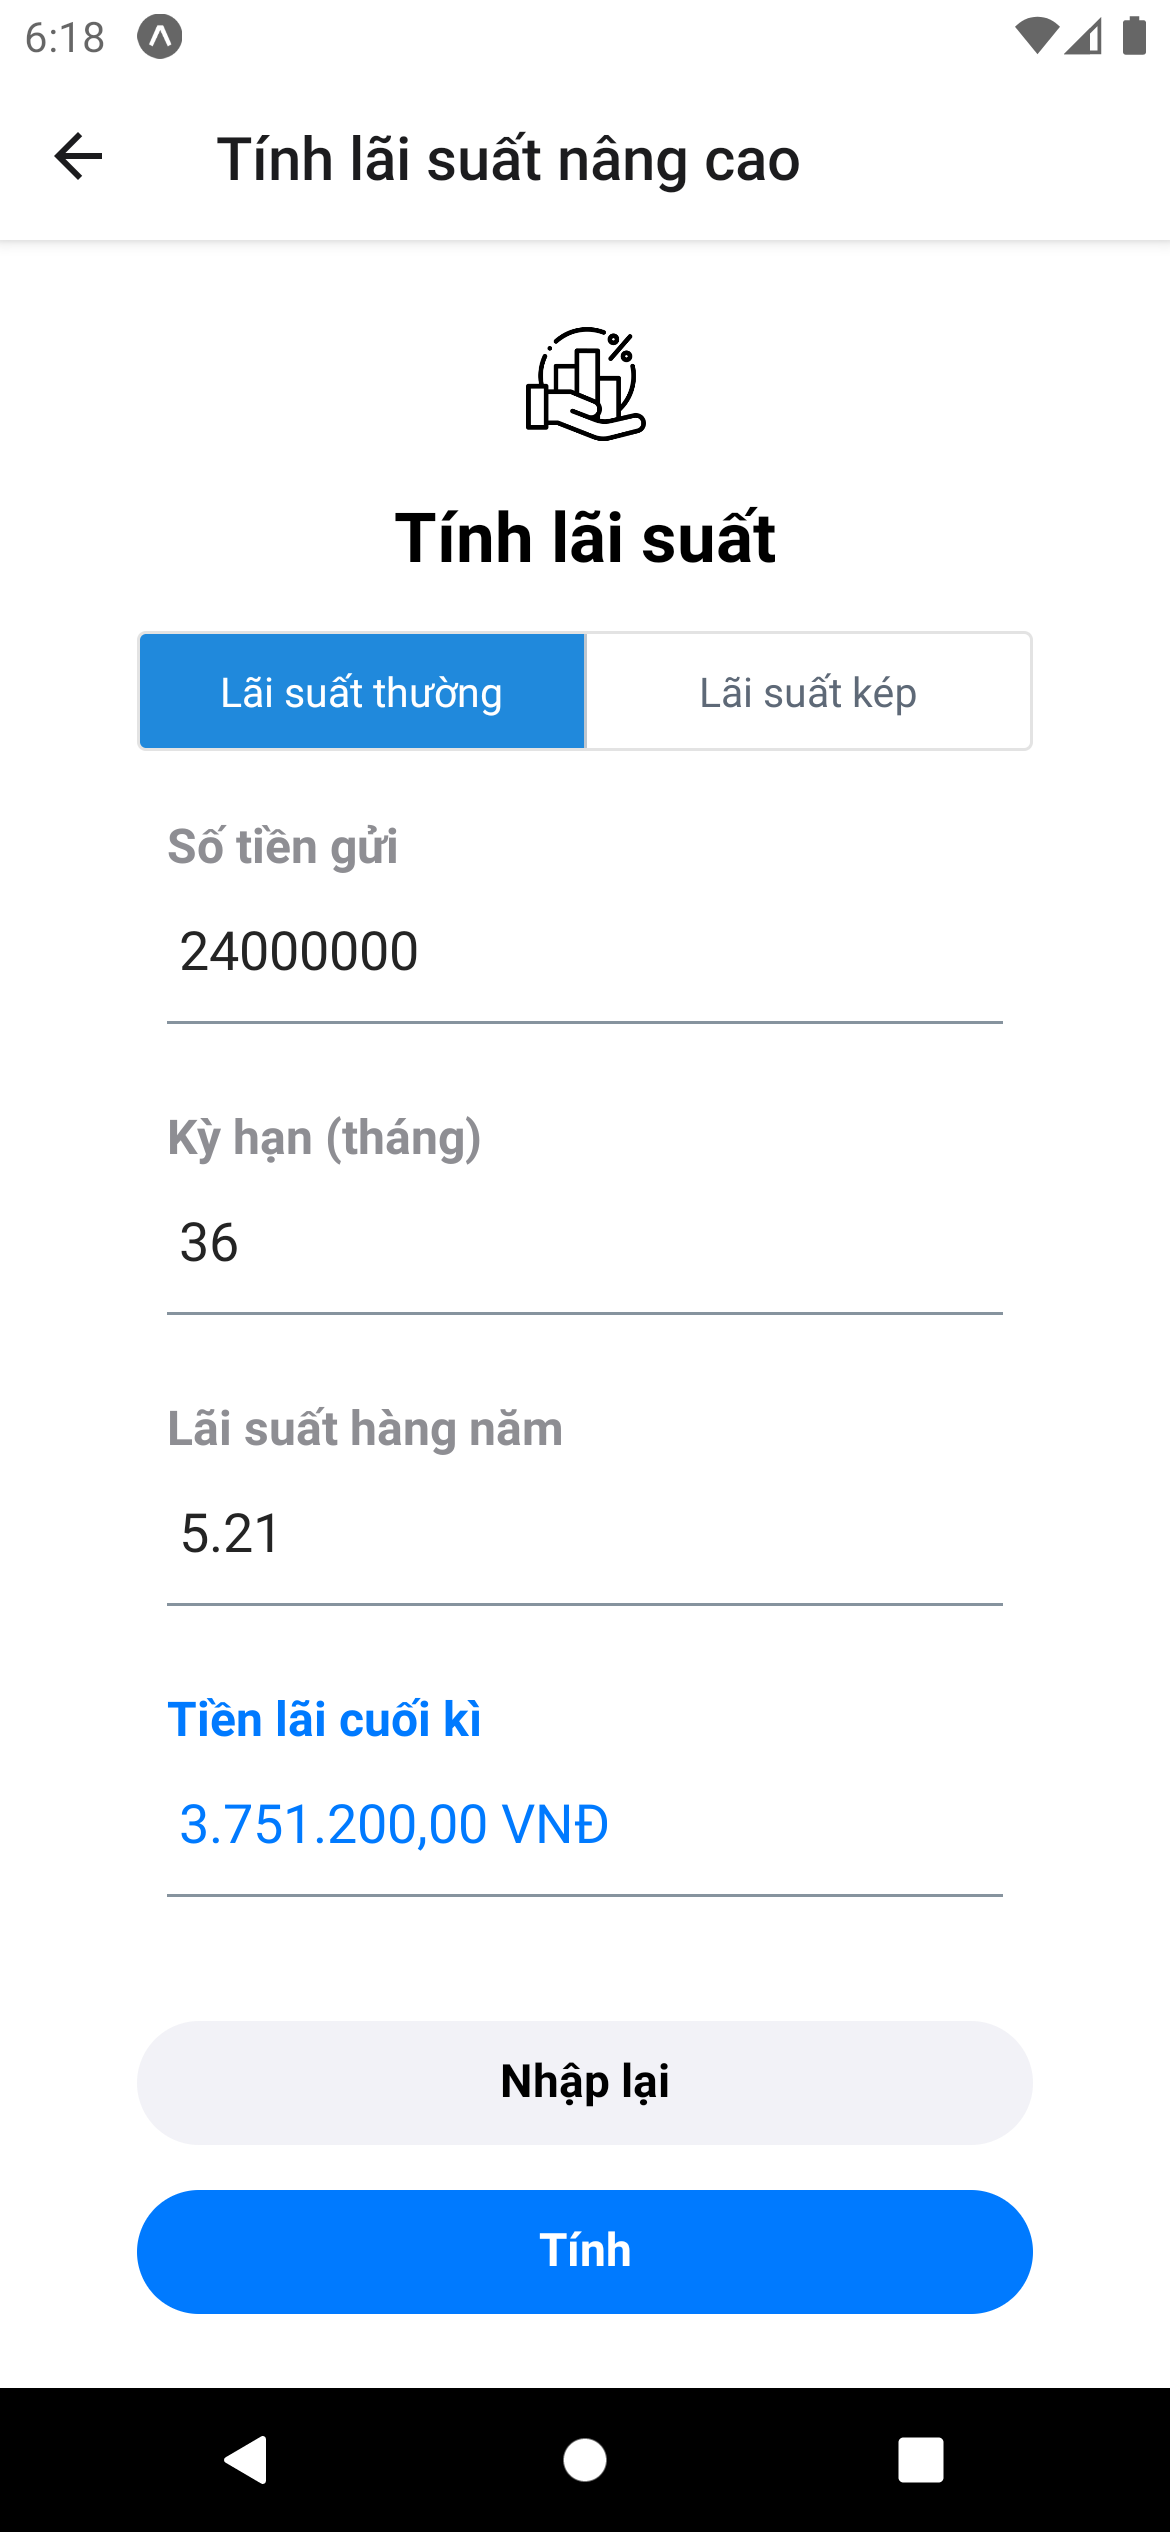 6:18
Tính lãi suất nâng cao
Tính lãi suất
Lãi suất thường
Lãi suất kép
Số tiền gửi
24000000
Kỳ hạn (tháng)
36
Lãi suất hàng năm
5.21
Tiền lãi cuối kì
3.751.200,00 VNĐ
Nhập lại
Tính